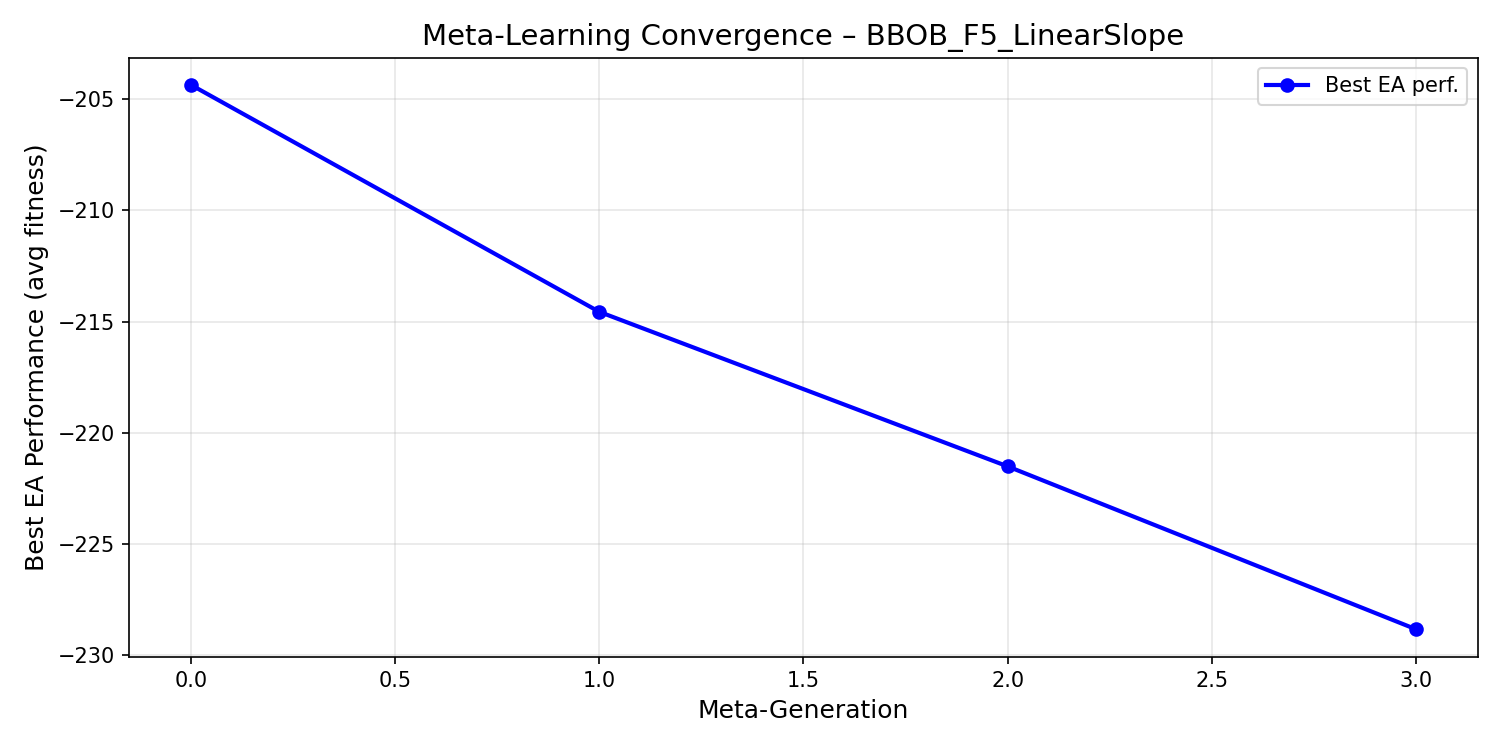 Meta-Learning Convergence – BBOB_F5_LinearSlope
Best EA perf.
Best EA Performance (avg fitness)
−205
−210
−215
−220
−225
−230
0.0 0.5 1.0 1.5 2.0 2.5 3.0
Meta-Generation